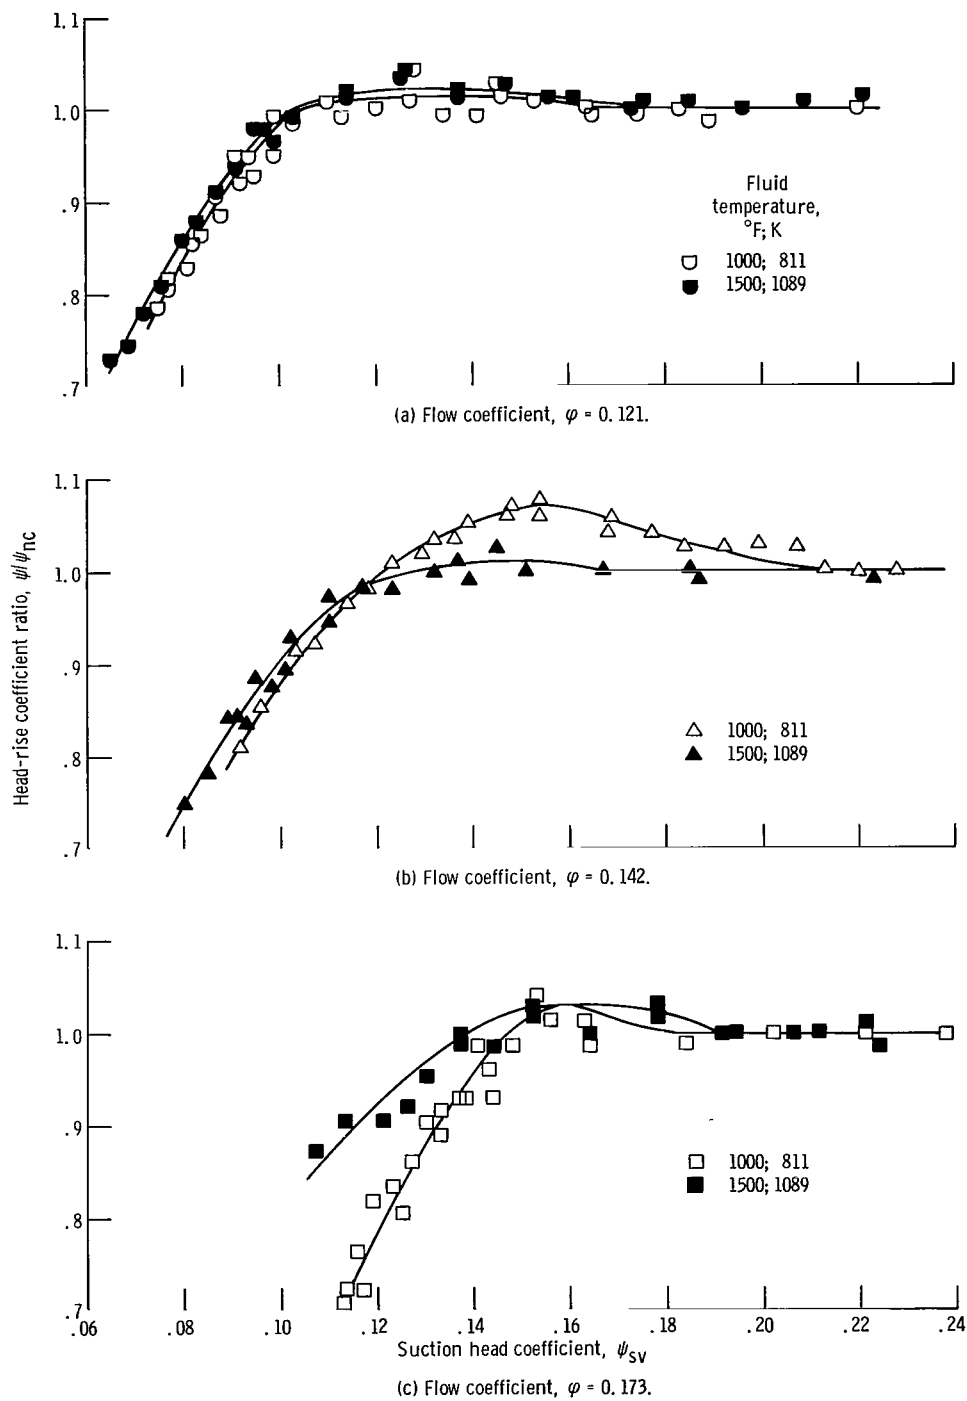 1.1
1.0
.9
.8
.7
Fluid
temperature,
°F; K
1000; 811
1500; 1089
(a) Flow coefficient, φ = 0.121.
Head-rise coefficient ratio, ψ/ψnc
1.1
1.0
.9
.8
.7
1000; 811
1500; 1089
(b) Flow coefficient, φ = 0.142.
1.1
1.0
.9
.8
.7
1000; 811
1500; 1089
.06 .08 .10 .12 .14 .16 .18 .20 .22 .24
Suction head coefficient, ψsv
(c) Flow coefficient, φ = 0.173.